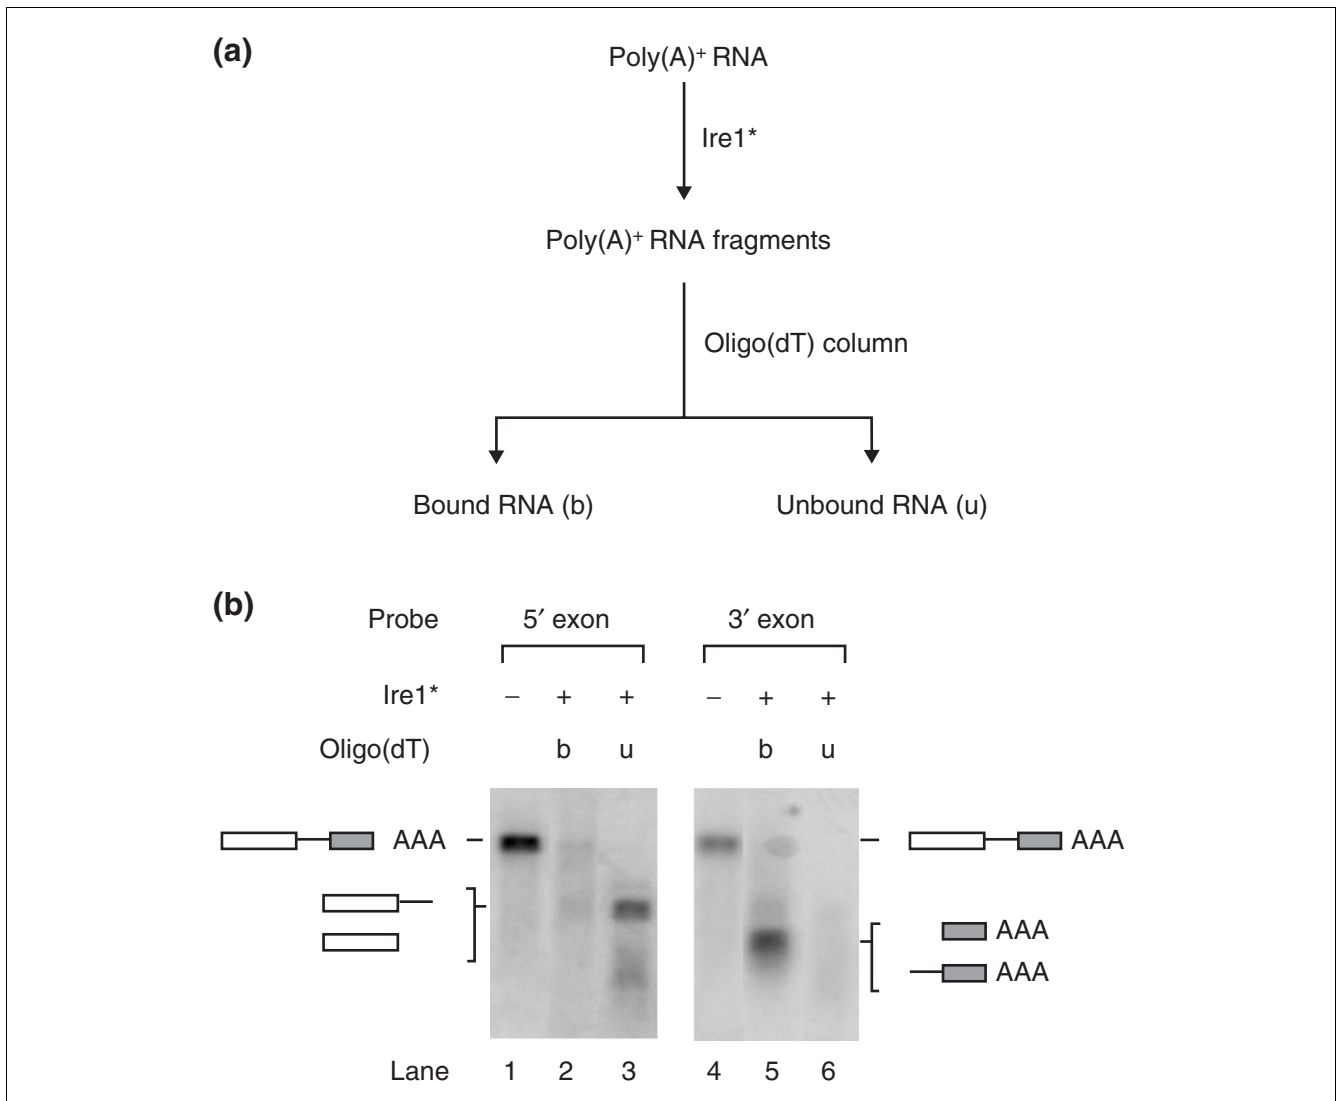 (a)
Poly(A)+ RNA
Ire1*
Poly(A)+ RNA fragments
Oligo(dT) column
Bound RNA (b) Unbound RNA (u)
(b)
Probe 5′ exon 3′ exon
Ire1* – + + – + +
Oligo(dT) b u b u
AAA AAA
AAA
AAA
Lane 1 2 3 4 5 6